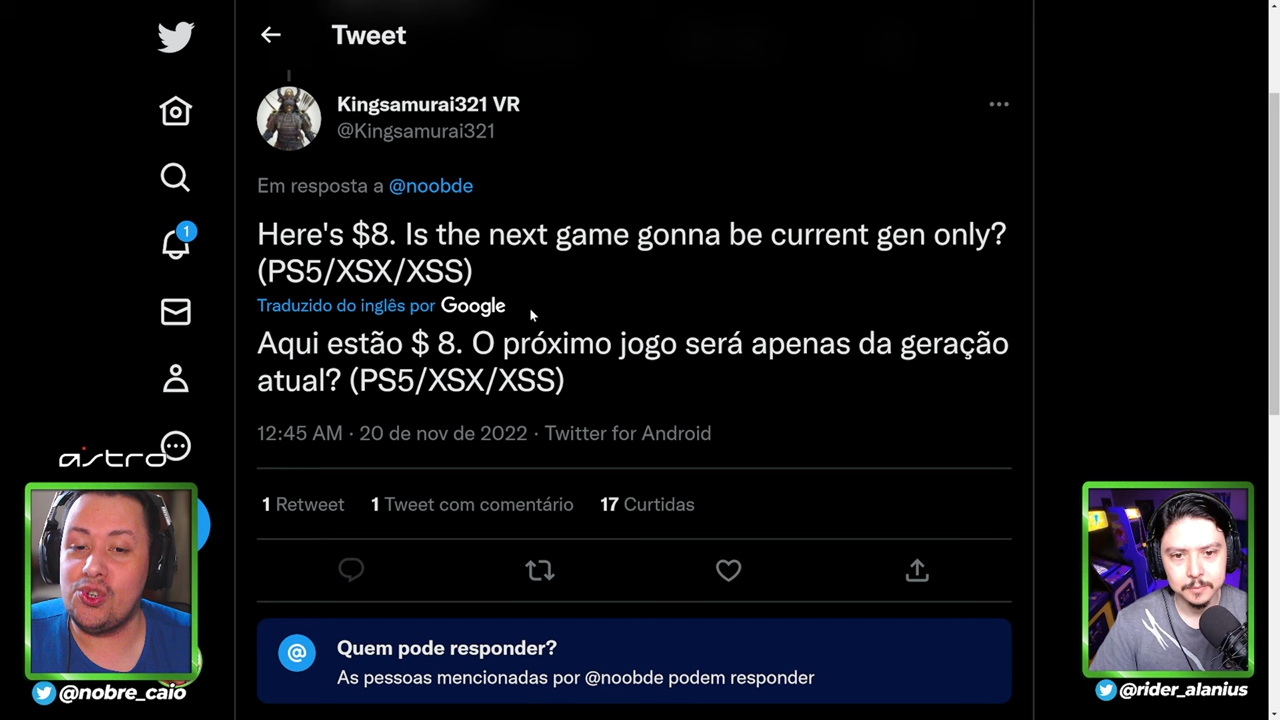 Tweet
Kingsamurai321 VR
@Kingsamurai321
Em resposta a @noobde
Here's $8. Is the next game gonna be current gen only?
(PS5/XSX/XSS)
Traduzido do inglês por Google
Aqui estão $ 8. O próximo jogo será apenas da geração
atual? (PS5/XSX/XSS)
12:45 AM · 20 de nov de 2022 · Twitter for Android
1 Retweet 1 Tweet com comentário 17 Curtidas
Quem pode responder?
As pessoas mencionadas por @noobde podem responder
1
astro
@nobre_caio
@rider_alanius